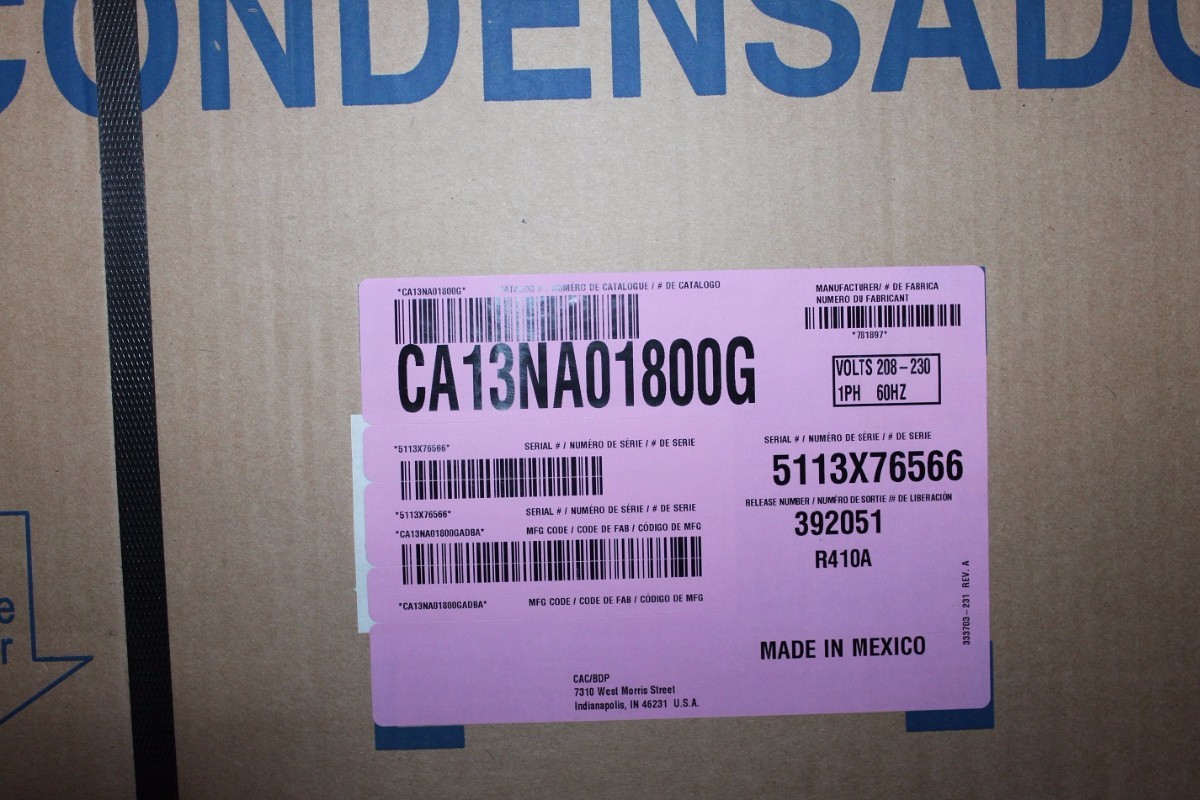 CONDENSADO
*CA13NA01800G* CATALOG # / NUMÉRO DE CATALOGUE / # DE CATALOGO
CA13NA01800G
MANUFACTURER/ # DE FABRICA
NUMÉRO DU FABRICANT
*781897*
VOLTS 208-230
1PH 60HZ
*5113X76566* SERIAL # / NUMÉRO DE SÉRIE / # DE SERIE
SERIAL # / NUMÉRO DE SÉRIE / # DE SERIE
5113X76566
*5113X76566* SERIAL # / NUMÉRO DE SÉRIE / # DE SERIE
RELEASE NUMBER / NUMÉRO DE SORTIE /# DE LIBERACIÓN
392051
*CA13NA01800GADBA* MFG CODE / CODE DE FAB / CÓDIGO DE MFG
R410A
*CA13NA01800GADBA* MFG CODE / CODE DE FAB / CÓDIGO DE MFG
333703-231 REV. A
MADE IN MEXICO
CAC/BDP
7310 West Morris Street
Indianapolis, IN 46231 U.S.A.
e
r